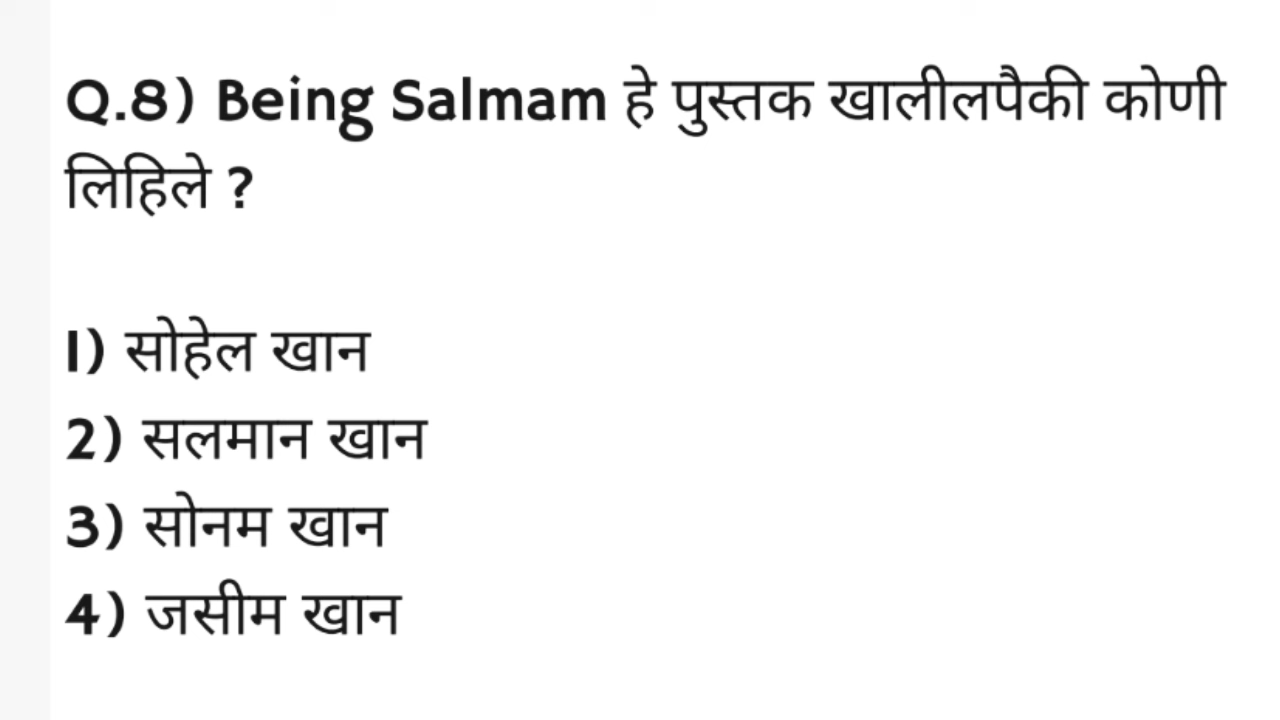 Q.8) Being Salmam हे पुस्तक खालीलपैकी कोणी
लिहिले ?
1) सोहेल खान
2) सलमान खान
3) सोनम खान
4) जसीम खान